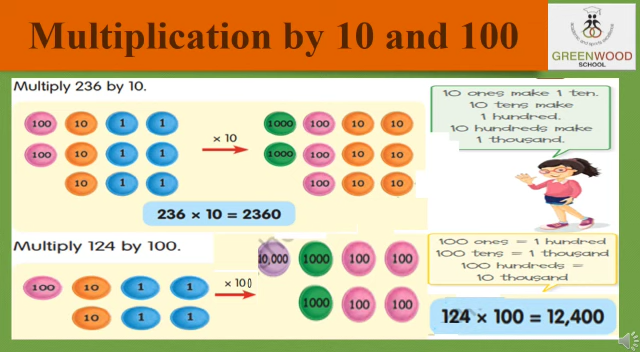 Multiplication by 10 and 100
GREENWOOD
SCHOOL
Multiply 236 by 10.
100 10 1 1
100 10 1 1
10 1 1
× 10
1000 100 10 10
1000 100 10 10
100 10 10
236 × 10 = 2360
10 ones make 1 ten.
10 tens make
1 hundred.
10 hundreds make
1 thousand.
Multiply 124 by 100.
100 10 1 1
10 1 1
× 100
10,000 1000 100 100
1000 100 100
100 ones = 1 hundred
100 tens = 1 thousand
100 hundreds =
10 thousand
124 × 100 = 12,400